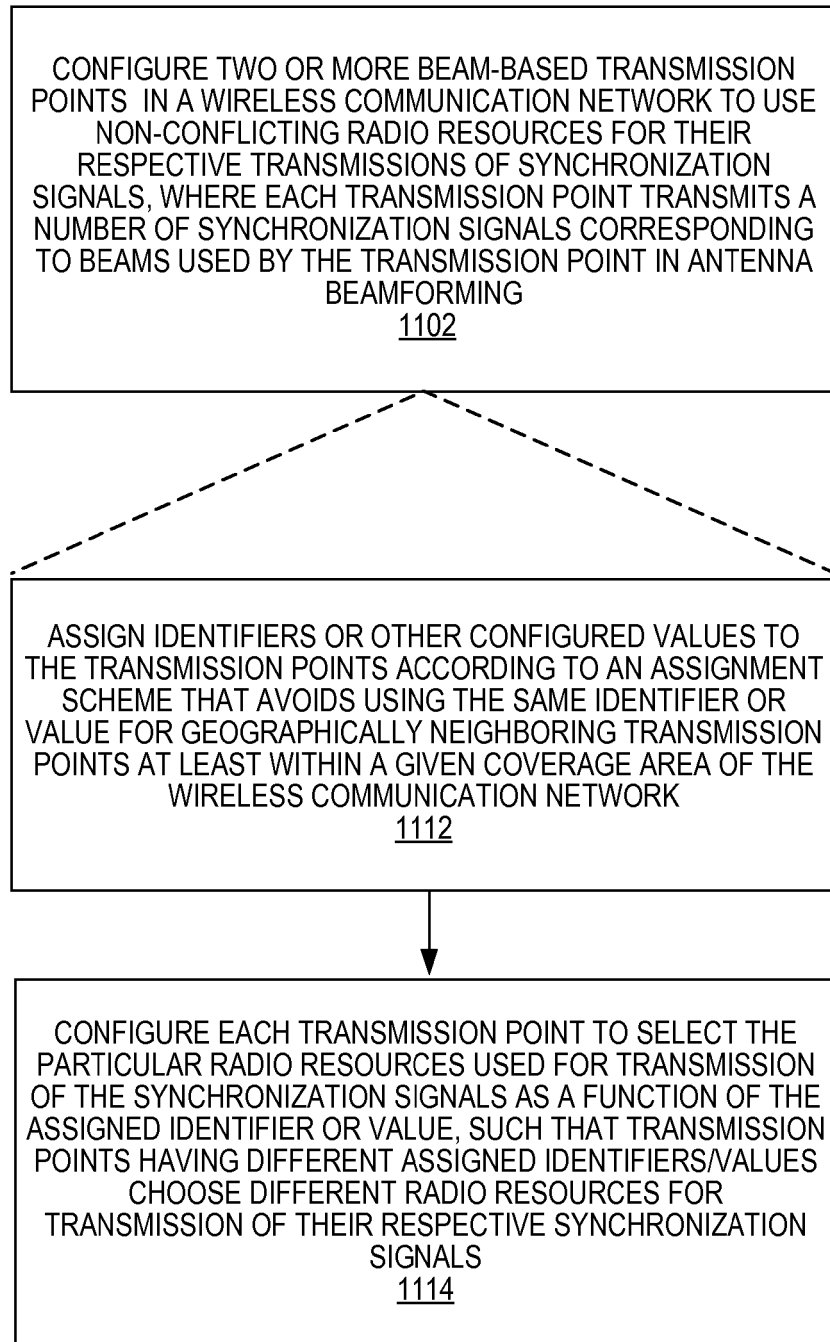 CONFIGURE TWO OR MORE BEAM-BASED TRANSMISSION
POINTS IN A WIRELESS COMMUNICATION NETWORK TO USE
NON-CONFLICTING RADIO RESOURCES FOR THEIR
RESPECTIVE TRANSMISSIONS OF SYNCHRONIZATION
SIGNALS, WHERE EACH TRANSMISSION POINT TRANSMITS A
NUMBER OF SYNCHRONIZATION SIGNALS CORRESPONDING
TO BEAMS USED BY THE TRANSMISSION POINT IN ANTENNA
BEAMFORMING
1102
ASSIGN IDENTIFIERS OR OTHER CONFIGURED VALUES TO
THE TRANSMISSION POINTS ACCORDING TO AN ASSIGNMENT
SCHEME THAT AVOIDS USING THE SAME IDENTIFIER OR
VALUE FOR GEOGRAPHICALLY NEIGHBORING TRANSMISSION
POINTS AT LEAST WITHIN A GIVEN COVERAGE AREA OF THE
WIRELESS COMMUNICATION NETWORK
1112
CONFIGURE EACH TRANSMISSION POINT TO SELECT THE
PARTICULAR RADIO RESOURCES USED FOR TRANSMISSION
OF THE SYNCHRONIZATION SIGNALS AS A FUNCTION OF THE
ASSIGNED IDENTIFIER OR VALUE, SUCH THAT TRANSMISSION
POINTS HAVING DIFFERENT ASSIGNED IDENTIFIERS/VALUES
CHOOSE DIFFERENT RADIO RESOURCES FOR
TRANSMISSION OF THEIR RESPECTIVE SYNCHRONIZATION
SIGNALS
1114